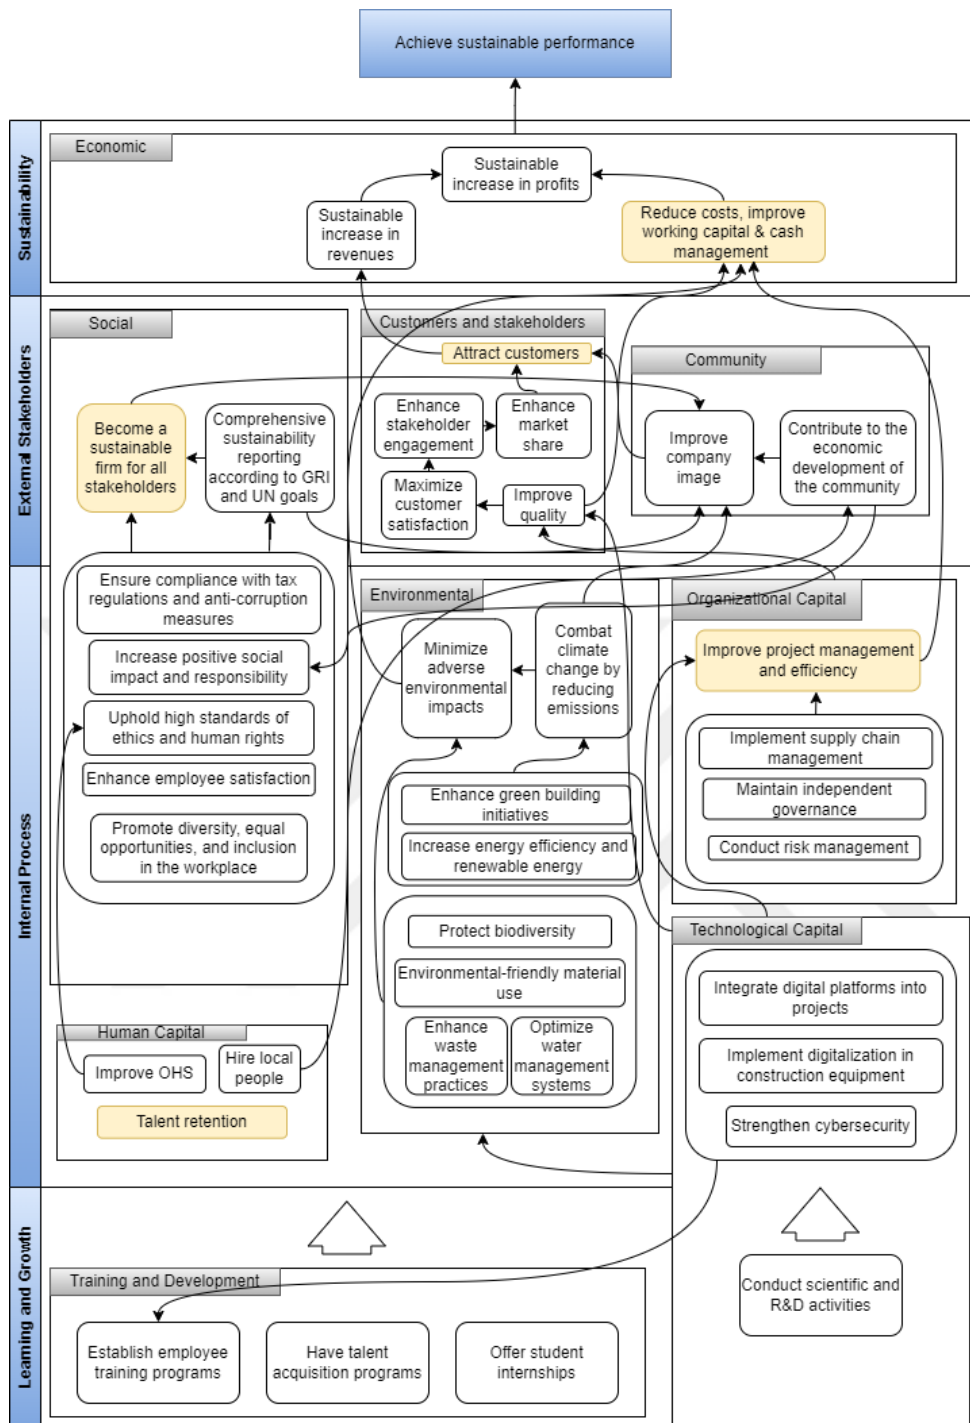 Achieve sustainable performance
Sustainability
Economic
Sustainable
increase in profits
Sustainable
increase in
revenues
Reduce costs, improve
working capital & cash
management
External Stakeholders
Social
Become a
sustainable
firm for all
stakeholders
Comprehensive
sustainability
reporting
according to GRI
and UN goals
Customers and stakeholders
Attract customers
Enhance
stakeholder
engagement
Enhance
market
share
Maximize
customer
satisfaction
Improve
quality
Community
Improve
company
image
Contribute to the
economic
development of
the community
Internal Process
Ensure compliance with tax
regulations and anti-corruption
measures
Increase positive social
impact and responsibility
Uphold high standards of
ethics and human rights
Enhance employee satisfaction
Promote diversity, equal
opportunities, and inclusion
in the workplace
Environmental
Minimize
adverse
environmental
impacts
Combat
climate
change by
reducing
emissions
Enhance green building
initiatives
Increase energy efficiency and
renewable energy
Protect biodiversity
Environmental-friendly material
use
Enhance
waste
management
practices
Optimize
water
management
systems
Organizational Capital
Improve project management
and efficiency
Implement supply chain
management
Maintain independent
governance
Conduct risk management
Technological Capital
Integrate digital platforms into
projects
Implement digitalization in
construction equipment
Strengthen cybersecurity
Human Capital
Improve OHS
Hire local
people
Talent retention
Learning and Growth
Training and Development
Establish employee
training programs
Have talent
acquisition programs
Offer student
internships
Conduct scientific and
R&D activities